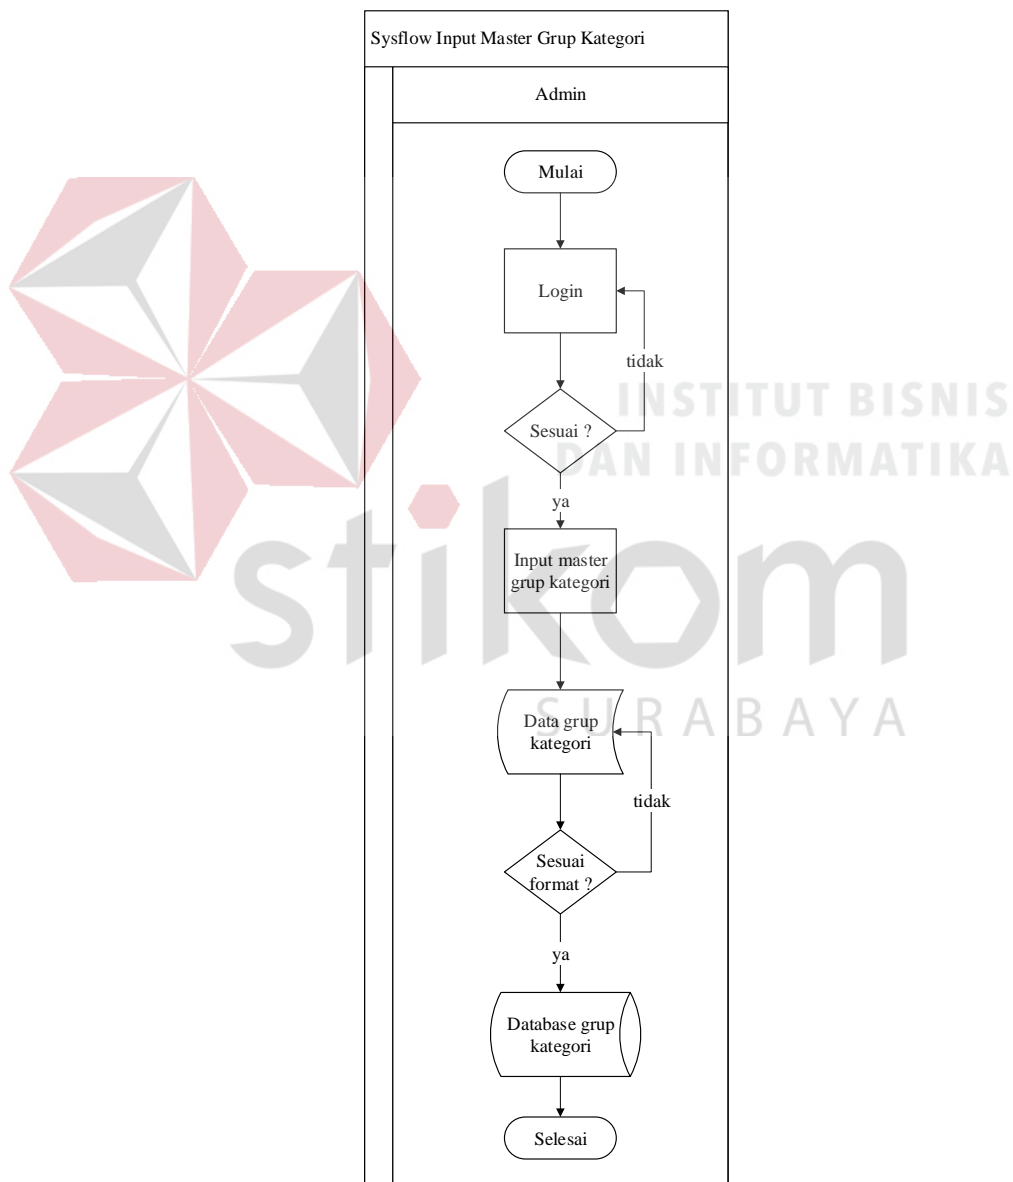 Sysflow Input Master Grup Kategori
Admin
Mulai
Login
tidak
Sesuai ?
ya
Input master
grup kategori
Data grup
kategori
tidak
Sesuai
format ?
ya
Database grup
kategori
Selesai
INSTITUT BISNIS
DAN INFORMATIKA
stikom
SURABAYA